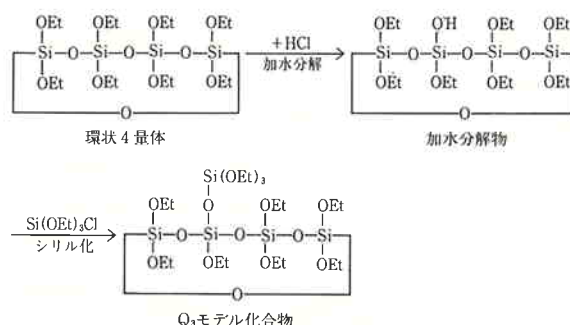 OEt OEt OEt OEt
Si—O—Si—O—Si—O—Si
OEt OEt OEt OEt
O
環状4量体
+HCl
加水分解
OEt OH OEt OEt
Si—O—Si—O—Si—O—Si
OEt OEt OEt OEt
O
加水分解物
Si(OEt)₃Cl
シリル化
Si(OEt)₃
O
OEt OEt OEt
Si—O—Si—O—Si—O—Si
OEt OEt OEt OEt
O
Q₃モデル化合物